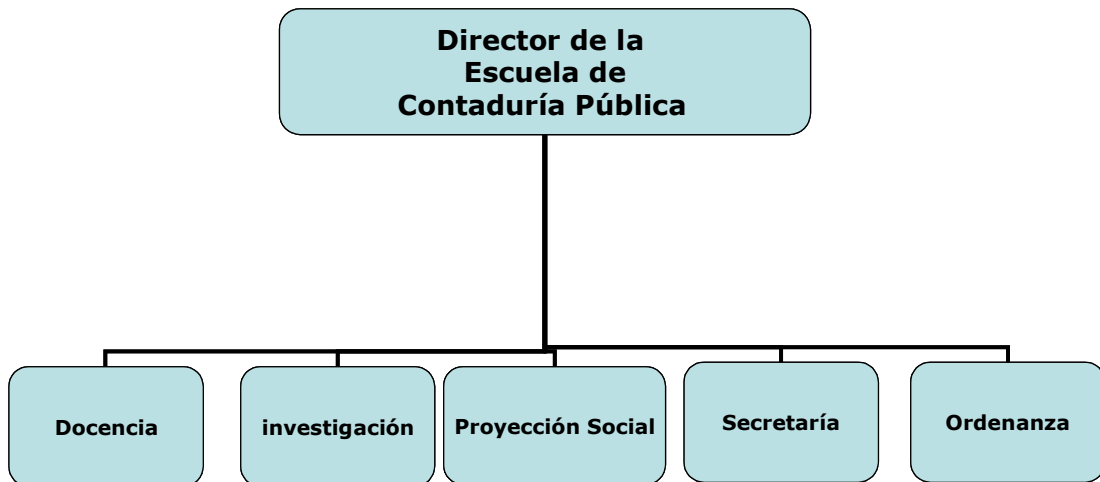 Director de la
Escuela de
Contaduría Pública
Docencia
investigación
Proyección Social
Secretaría
Ordenanza